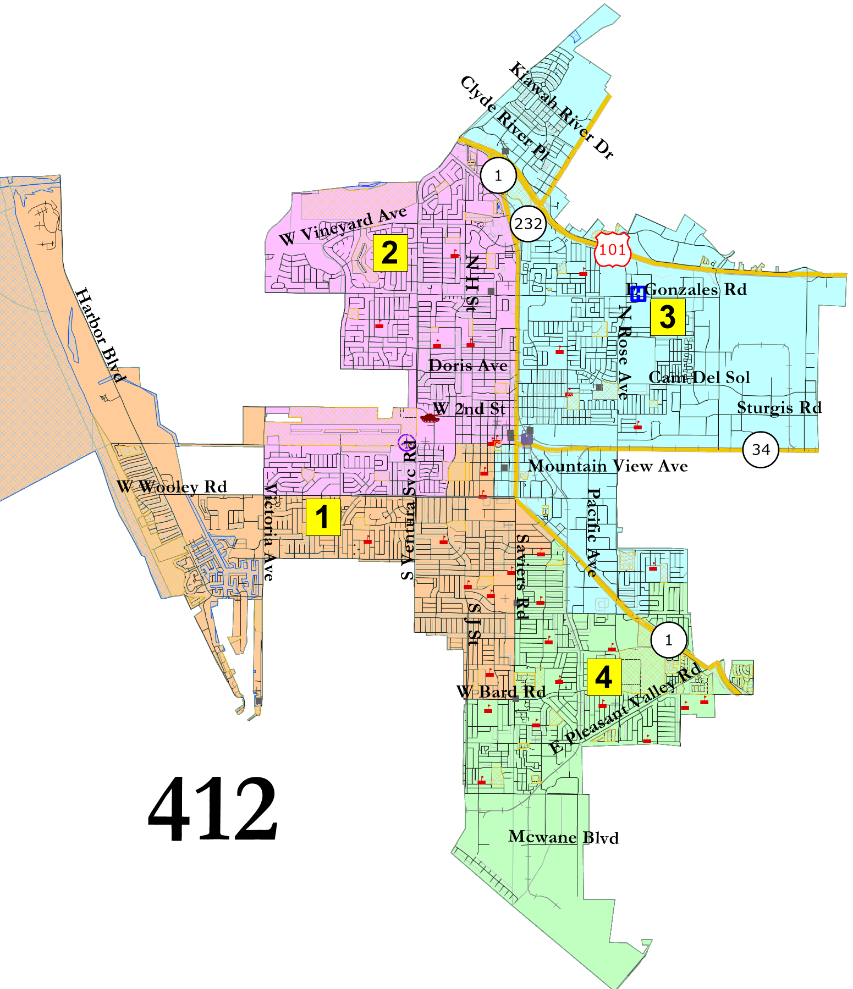 Kiawah River Dr
Clyde River Pl
1
232
W Vineyard Ave
2
101
N H St
Gonzales Rd
3
N Rose Ave
Harbor Blvd
Doris Ave
Cam Del Sol
W 2nd St
Sturgis Rd
34
S Ventura Svc Rd
Mountain View Ave
W Wooley Rd
Victoria Ave
1
Pacific Ave
Saviers Rd
S J St
1
4
W Bard Rd
E Pleasant Valley Rd
412
Mcwane Blvd